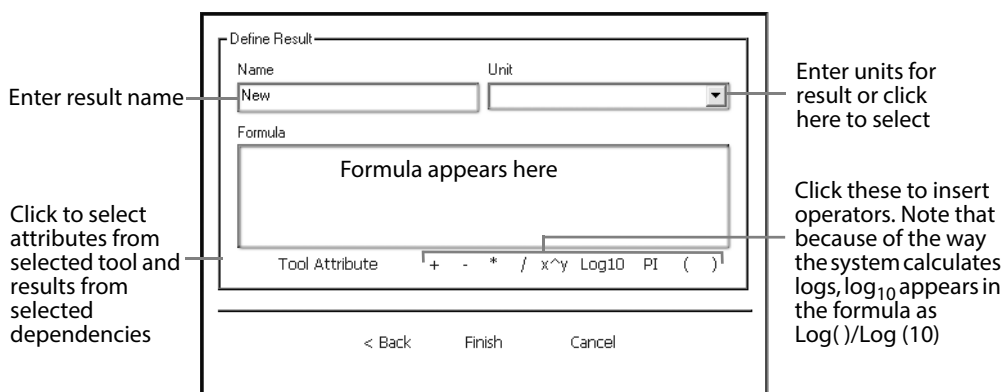 Define Result
Name
Unit
New
Formula
Formula appears here
Tool Attribute + - * / x^y Log10 PI ( )
< Back Finish Cancel
Enter result name
Click to select
attributes from
selected tool and
results from
selected
dependencies
Enter units for
result or click
here to select
Click these to insert
operators. Note that
because of the way
the system calculates
logs, log10 appears in
the formula as
Log( )/Log (10)